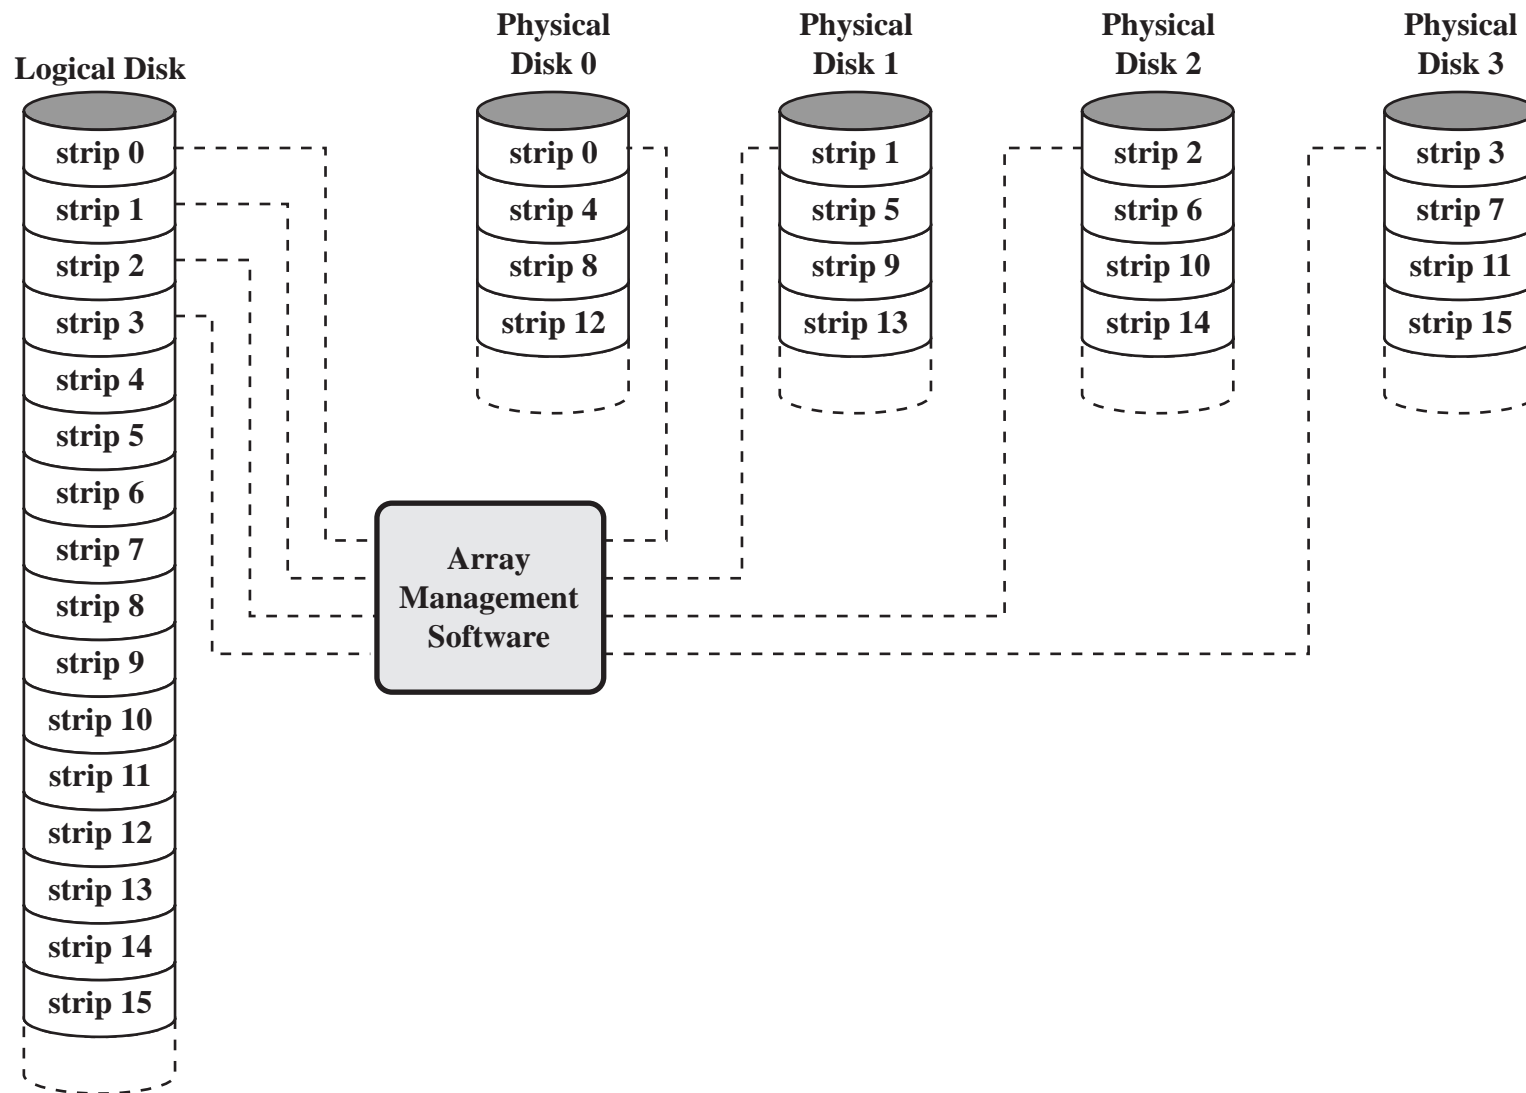 Logical Disk
strip 0
strip 1
strip 2
strip 3
strip 4
strip 5
strip 6
strip 7
strip 8
strip 9
strip 10
strip 11
strip 12
strip 13
strip 14
strip 15
Physical
Disk 0
strip 0
strip 4
strip 8
strip 12
Physical
Disk 1
strip 1
strip 5
strip 9
strip 13
Physical
Disk 2
strip 2
strip 6
strip 10
strip 14
Physical
Disk 3
strip 3
strip 7
strip 11
strip 15
Array
Management
Software